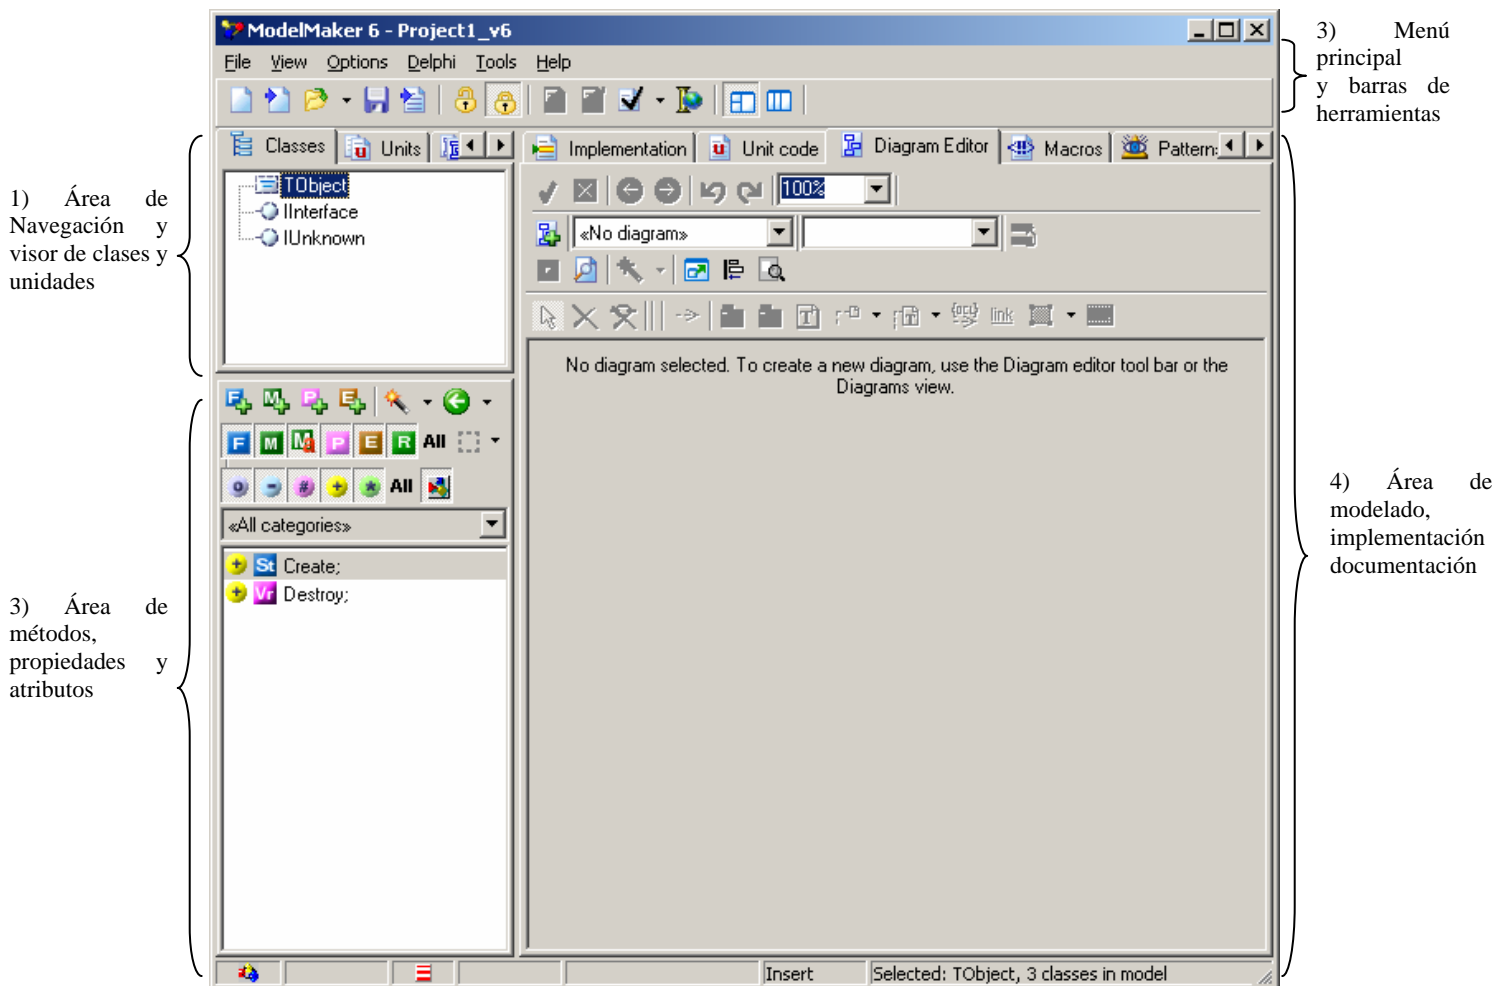 ModelMaker 6 - Project1_v6
File View Options Delphi Tools Help
3) Menú
principal
y barras de
herramientas
Classes Units
Implementation Unit code Diagram Editor Macros Pattern
TObject
IInterface
IUnknown
1) Área de
Navegación y
visor de clases y
unidades
100%
«No diagram»
link
No diagram selected. To create a new diagram, use the Diagram editor tool bar or the
Diagrams view.
F M P E
F M M P E R All
o - # + * All
«All categories»
St Create;
Vr Destroy;
3) Área de
métodos,
propiedades y
atributos
4) Área de
modelado,
implementación
documentación
Insert Selected: TObject, 3 classes in model